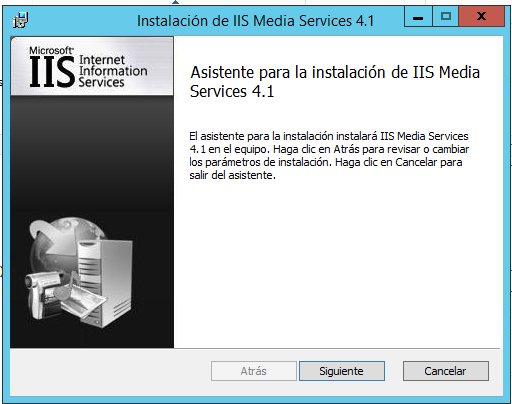 Instalación de IIS Media Services 4.1
Microsoft
IIS Internet
Information
Services
Asistente para la instalación de IIS Media
Services 4.1
El asistente para la instalación instalará IIS Media Services
4.1 en el equipo. Haga clic en Atrás para revisar o cambiar
los parámetros de instalación. Haga clic en Cancelar para
salir del asistente.
Atrás
Siguiente
Cancelar